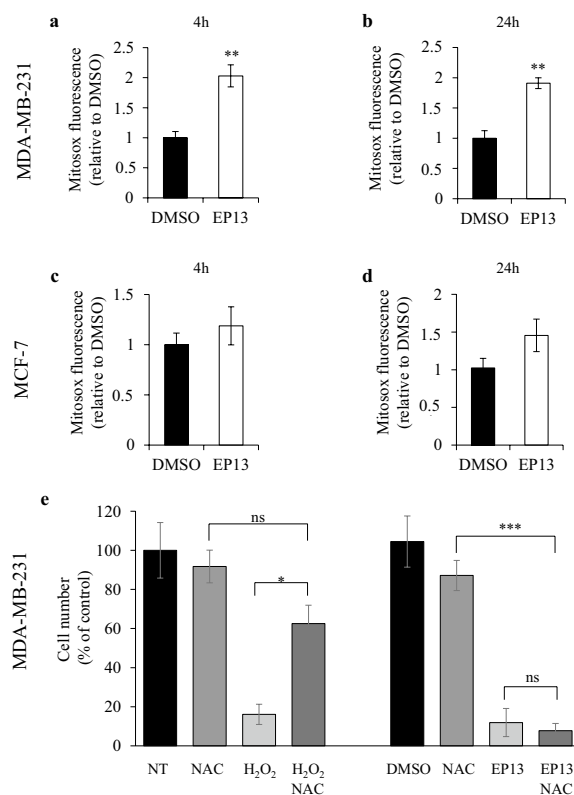 a
4h
MDA-MB-231
Mitosox fluorescence
(relative to DMSO)
2.5
2
1.5
1
0.5
0
**
DMSO
EP13
b
24h
Mitosox fluorescence
(relative to DMSO)
2.5
2
1.5
1
0.5
0
**
DMSO
EP13
c
4h
MCF-7
Mitosox fluorescence
(relative to DMSO)
1.5
1
0.5
0
DMSO
EP13
d
24h
Mitosox fluorescence
(relative to DMSO)
2
1.5
1
0.5
0
DMSO
EP13
e
MDA-MB-231
Cell number
(% of control)
120
100
80
60
40
20
0
ns
*
***
ns
NT
NAC
H₂O₂
H₂O₂
NAC
DMSO
NAC
EP13
EP13
NAC